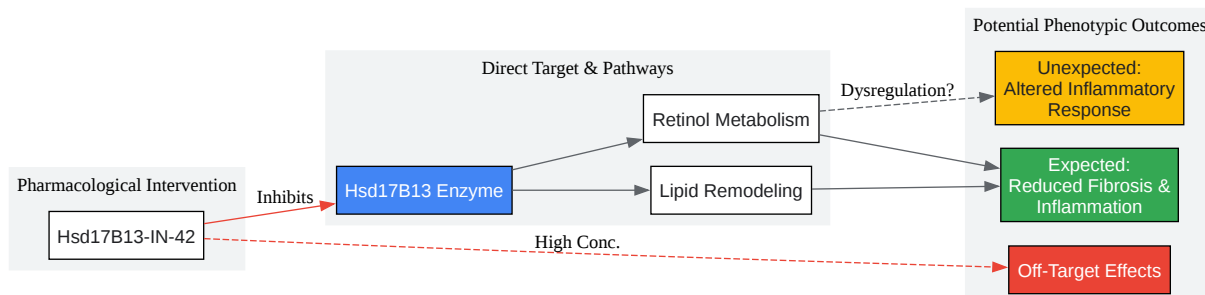 Potential Phenotypic Outcomes
Unexpected:
Altered Inflammatory
Response
Direct Target & Pathways
Dysregulation?
Retinol Metabolism
Expected:
Reduced Fibrosis &
Inflammation
Pharmacological Intervention
Inhibits
Hsd17B13 Enzyme
Lipid Remodeling
Hsd17B13-IN-42
High Conc.
Off-Target Effects